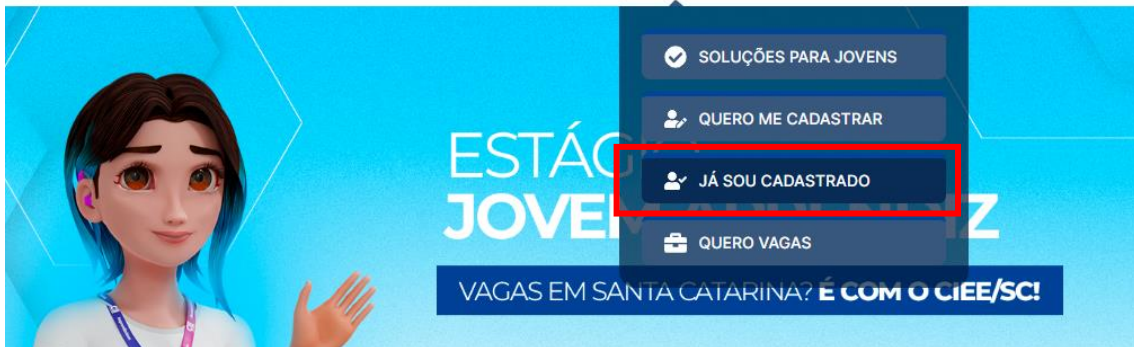 SOLUÇÕES PARA JOVENS
QUERO ME CADASTRAR
JÁ SOU CADASTRADO
QUERO VAGAS
ESTÁG
JOVEM
VAGAS EM SANTA CATARINA? É COM O CIEE/SC!